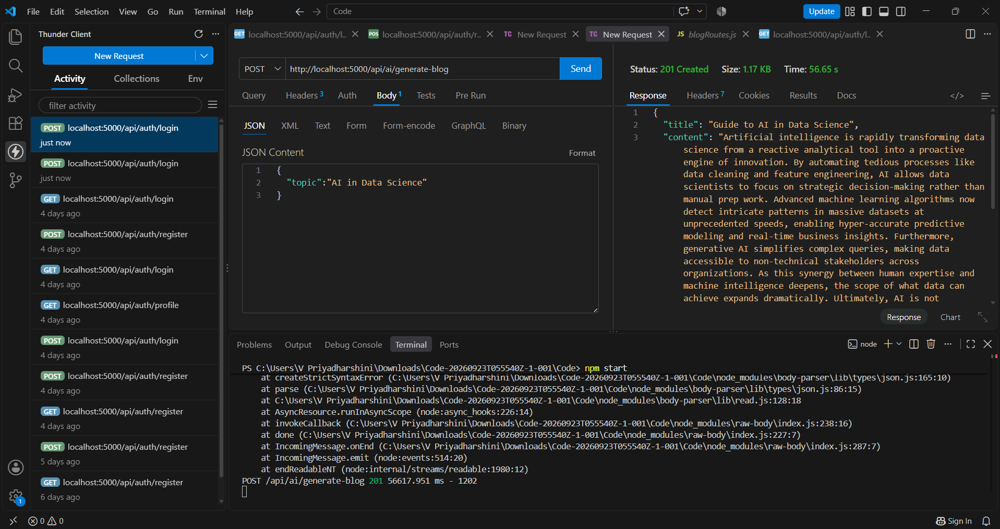 File Edit Selection View Go Run Terminal Help
Code
Update
Thunder Client
New Request
Activity Collections Env
filter activity
POST localhost:5000/api/auth/login
just now
POST localhost:5000/api/auth/login
just now
GET localhost:5000/api/auth/login
4 days ago
POST localhost:5000/api/auth/register
4 days ago
GET localhost:5000/api/auth/login
4 days ago
GET localhost:5000/api/auth/profile
4 days ago
POST localhost:5000/api/auth/login
4 days ago
POST localhost:5000/api/auth/register
4 days ago
GET localhost:5000/api/auth/register
4 days ago
POST localhost:5000/api/auth/register
5 days ago
GET localhost:5000/api/auth/register
6 days ago
1
GET localhost:5000/api/auth/l.. POS localhost:5000/api/auth/r.. TC New Request TC New Request JS blogRoutes.js GET localhost:5000/api/auth/l..
POST http://localhost:5000/api/ai/generate-blog Send
Query Headers 3 Auth Body 1 Tests Pre Run
JSON XML Text Form Form-encode GraphQL Binary
JSON Content Format
1 {
2 "topic":"AI in Data Science"
3 }
Status: 201 Created Size: 1.17 KB Time: 56.65 s
Response Headers 7 Cookies Results Docs </>
1 {
2 "title": "Guide to AI in Data Science",
3 "content": "Artificial intelligence is rapidly transforming data
science from a reactive analytical tool into a proactive
engine of innovation. By automating tedious processes like
data cleaning and feature engineering, AI allows data
scientists to focus on strategic decision-making rather than
manual prep work. Advanced machine learning algorithms now
detect intricate patterns in massive datasets at
unprecedented speeds, enabling hyper-accurate predictive
modeling and real-time business insights. Furthermore,
generative AI simplifies complex queries, making data
accessible to non-technical stakeholders across
organizations. As this synergy between human expertise and
machine intelligence deepens, the scope of what data can
achieve expands dramatically. Ultimately, AI is not
Response Chart
Problems Output Debug Console Terminal Ports
node
PS C:\Users\V Priyadharshini\Downloads\Code-20260923T055540Z-1-001\Code> npm start
at createStrictSyntaxError (C:\Users\V Priyadharshini\Downloads\Code-20260923T055540Z-1-001\Code\node_modules\body-parser\lib\types\json.js:165:10)
at parse (C:\Users\V Priyadharshini\Downloads\Code-20260923T055540Z-1-001\Code\node_modules\body-parser\lib\types\json.js:86:15)
at C:\Users\V Priyadharshini\Downloads\Code-20260923T055540Z-1-001\Code\node_modules\body-parser\lib\read.js:128:18
at AsyncResource.runInAsyncScope (node:async_hooks:226:14)
at invokeCallback (C:\Users\V Priyadharshini\Downloads\Code-20260923T055540Z-1-001\Code\node_modules\raw-body\index.js:238:16)
at done (C:\Users\V Priyadharshini\Downloads\Code-20260923T055540Z-1-001\Code\node_modules\raw-body\index.js:227:7)
at IncomingMessage.onEnd (C:\Users\V Priyadharshini\Downloads\Code-20260923T055540Z-1-001\Code\node_modules\raw-body\index.js:287:7)
at IncomingMessage.emit (node:events:514:20)
at endReadableNT (node:internal/streams/readable:1980:12)
POST /api/ai/generate-blog 201 56617.951 ms - 1202
0 0
Sign In